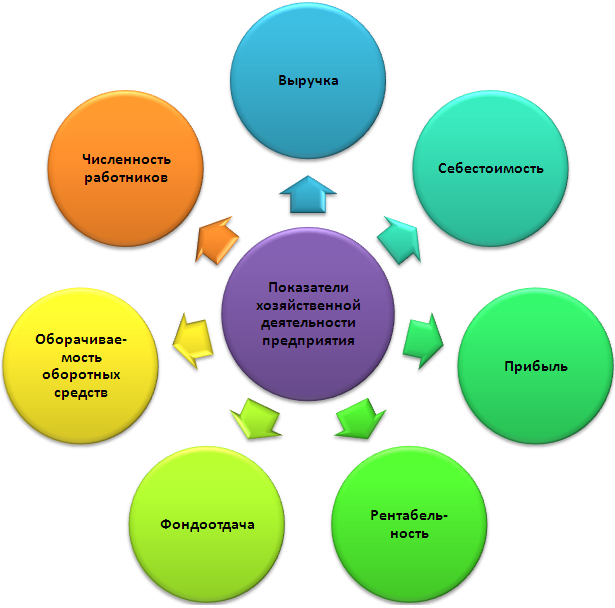 Показатели
хозяйственной
деятельности
предприятия
Выручка
Себестоимость
Прибыль
Рентабель-
ность
Фондоотдача
Оборачивае-
мость
оборотных
средств
Численность
работников